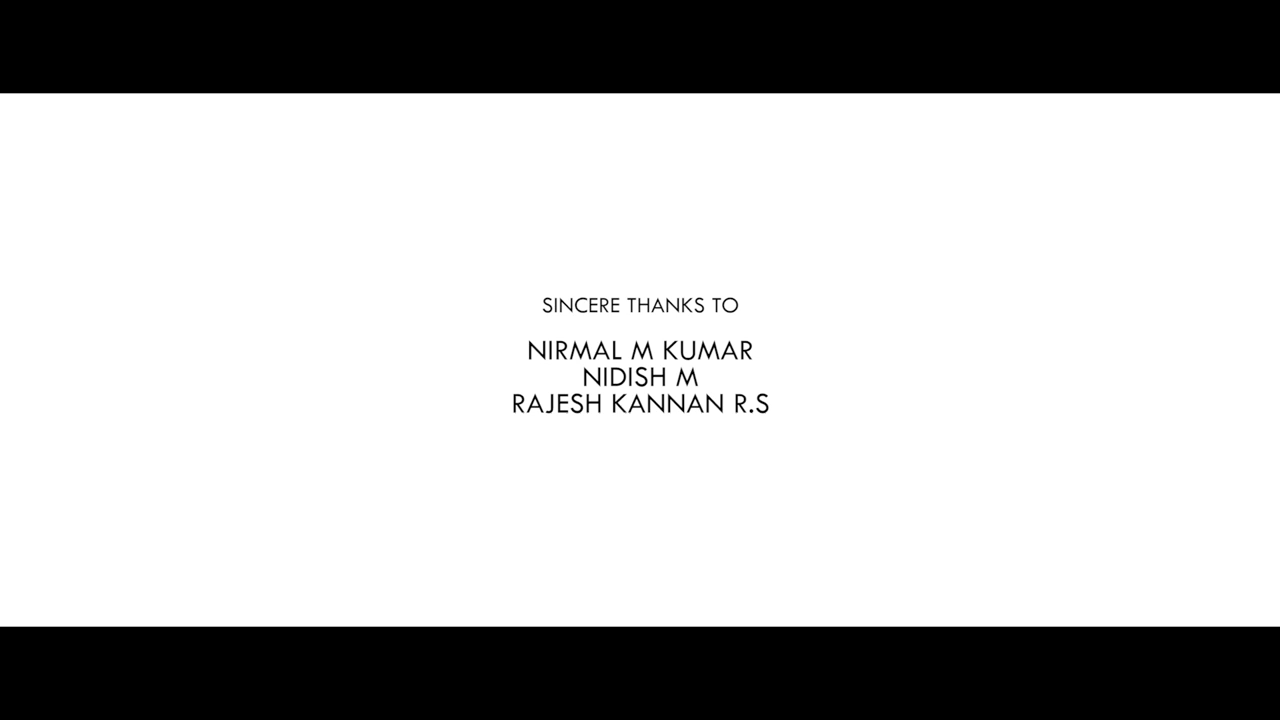 SINCERE THANKS TO
NIRMAL M KUMAR
NIDISH M
RAJESH KANNAN R.S